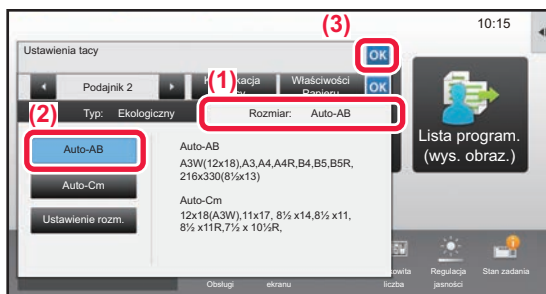 (3)
10:15
Ustawienia tacy
OK
Podajnik 2
(1)
Właściwości
Papieru
OK
(2)
Typ: Ekologiczny
Rozmiar: Auto-AB
Auto-AB
Auto-Cm
Ustawienie rozm.
Auto-AB
A3W(12x18),A3,A4,A4R,B4,B5,B5R,
216x330(8½x13)
Auto-Cm
12x18(A3W),11x17, 8½ x14,8½ x11,
8½ x11R,7½ x 10½R,
Lista program.
(wys. obraz.)
Obsługi
ekranu
liczba
Regulacja
jasności
Stan zadania